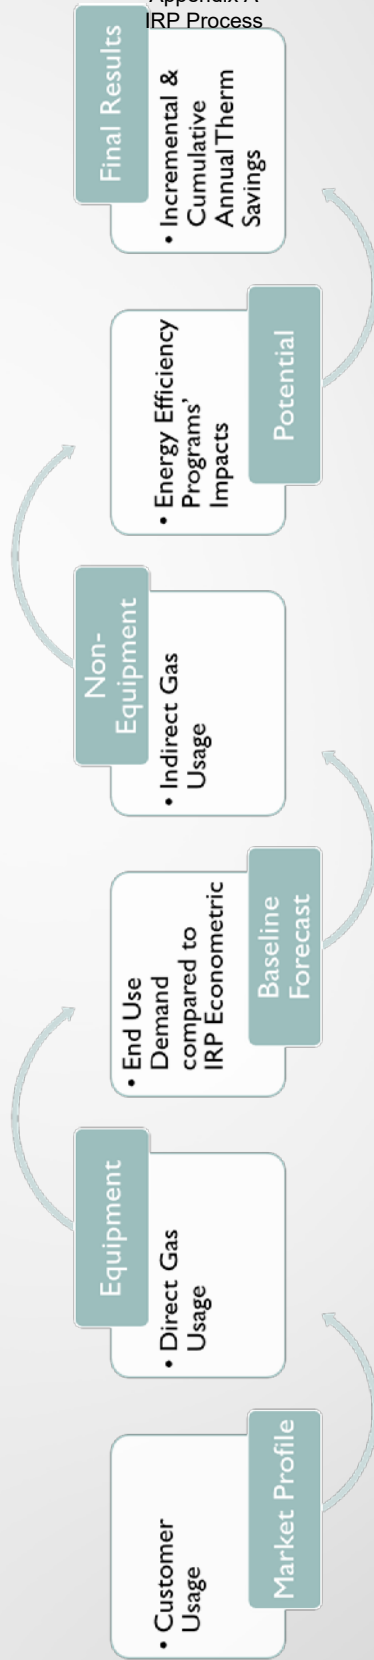 Appendix A
IRP Process
• Customer
Usage
Market Profile
Equipment
• Direct Gas
Usage
• End Use
Demand
compared to
IRP Econometric
Baseline
Forecast
Non-
Equipment
• Indirect Gas
Usage
• Energy Efficiency
Programs'
Impacts
Potential
Final Results
• Incremental &
Cumulative
Annual Therm
Savings